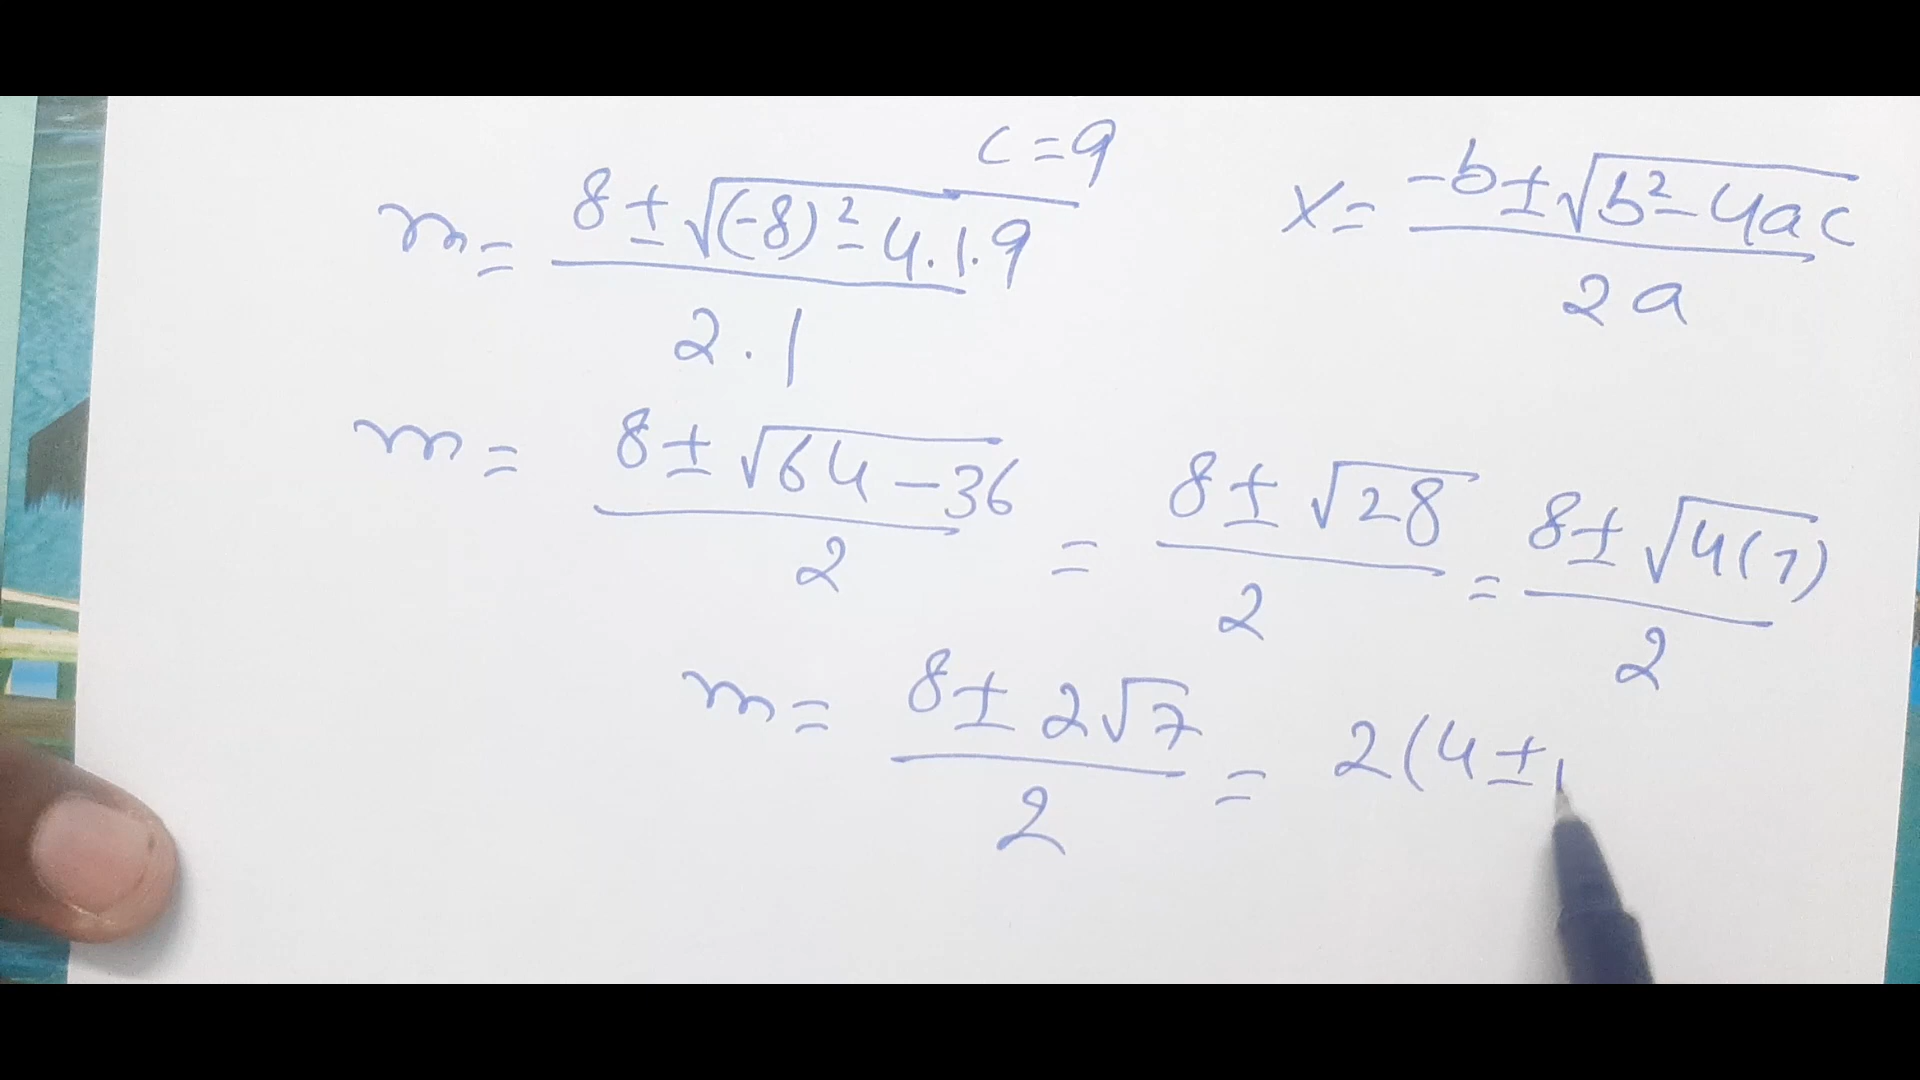 c=9
m= 8±√(-8)²-4.1.9 / 2.1
x= -b±√b²-4ac / 2a
m= 8±√64-36 / 2 = 8±√28 / 2 = 8±√4(7) / 2
m= 8±2√7 / 2 = 2(4±